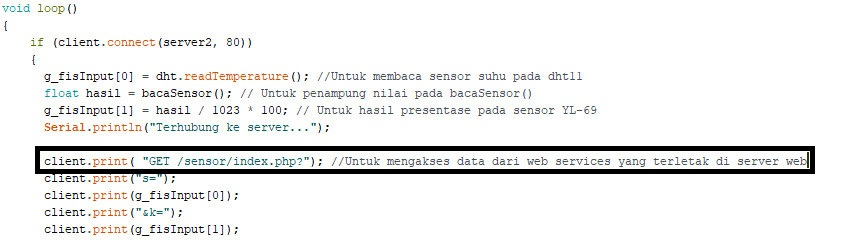 void loop()
{
if (client.connect(server2, 80))
{
g_fisInput[0] = dht.readTemperature(); //Untuk membaca sensor suhu pada dht11
float hasil = bacaSensor(); // Untuk penampung nilai pada bacaSensor()
g_fisInput[1] = hasil / 1023 * 100; // Untuk hasil presentase pada sensor YL-69
Serial.println("Terhubung ke server...");
client.print( "GET /sensor/index.php?"); //Untuk mengakses data dari web services yang terletak di server web
client.print("s=");
client.print(g_fisInput[0]);
client.print("&k=");
client.print(g_fisInput[1]);